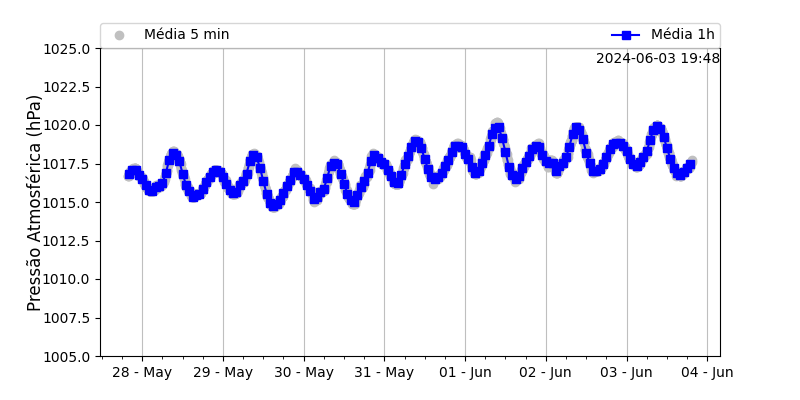 Média 5 min
Média 1h
2024-06-03 19:48
Pressão Atmosférica (hPa)
1025.0
1022.5
1020.0
1017.5
1015.0
1012.5
1010.0
1007.5
1005.0
28 - May
29 - May
30 - May
31 - May
01 - Jun
02 - Jun
03 - Jun
04 - Jun